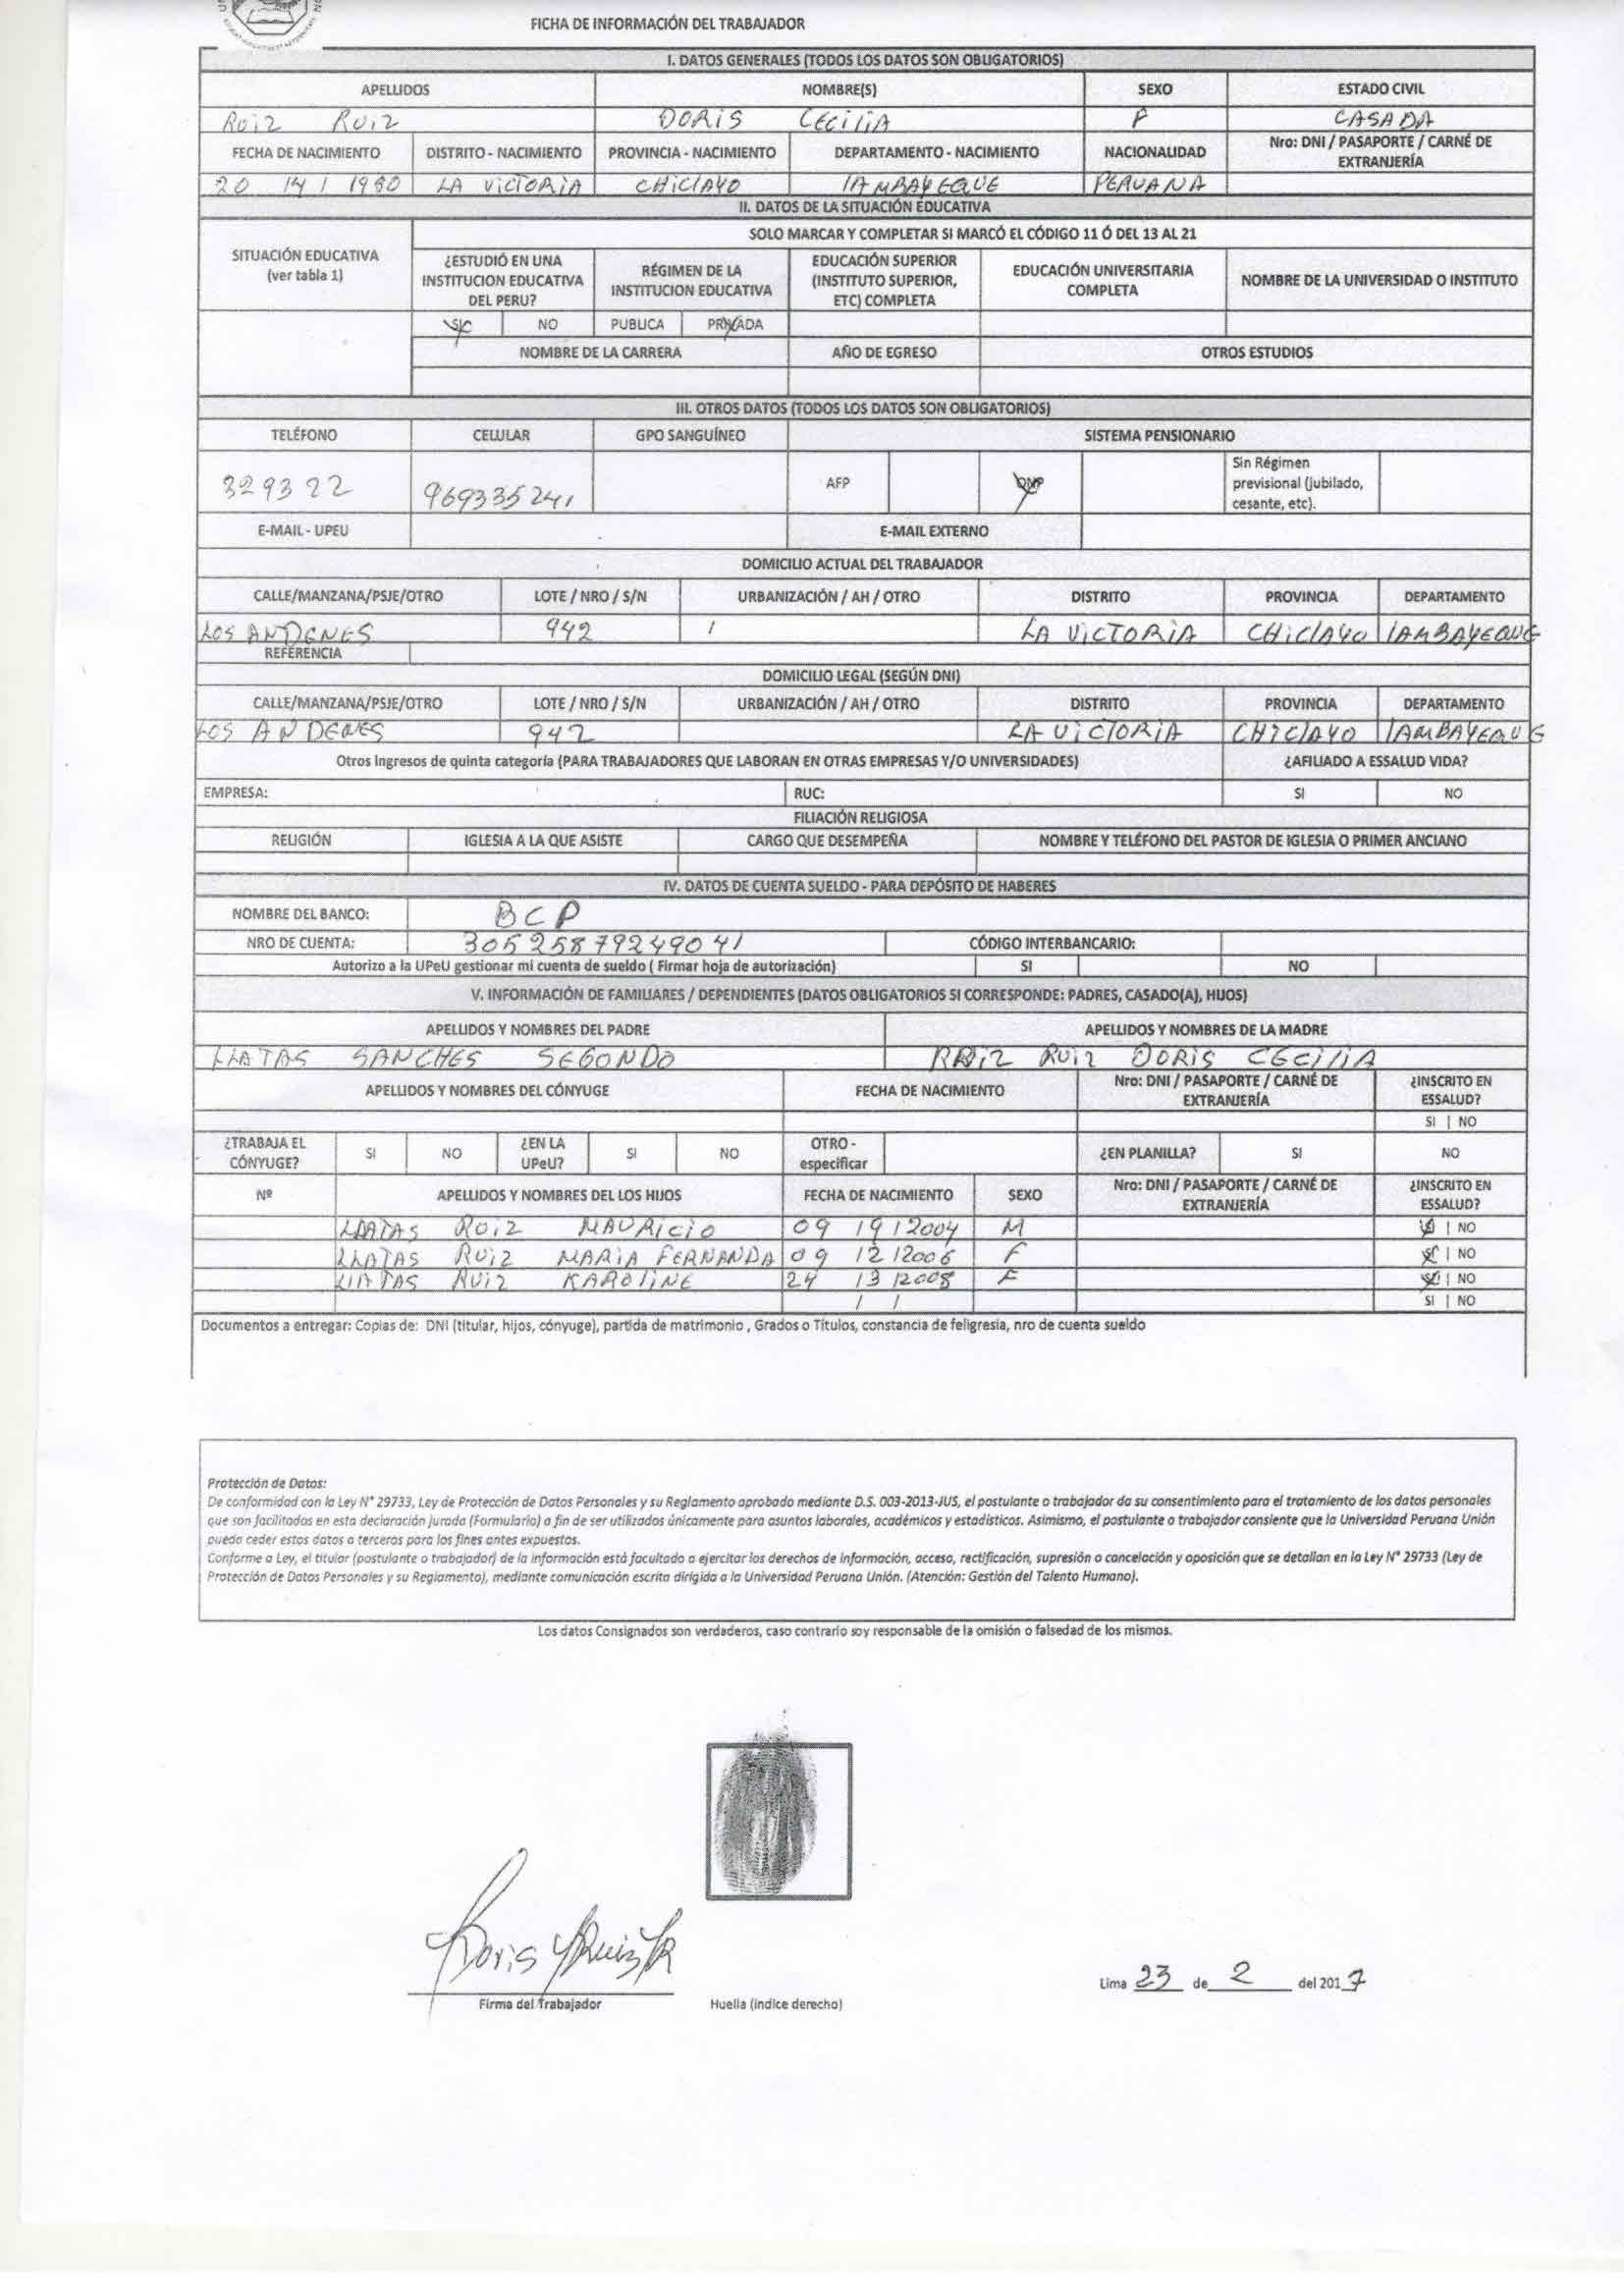 FICHA DE INFORMACIÓN DEL TRABAJADOR
I. DATOS GENERALES (TODOS LOS DATOS SON OBLIGATORIOS)
APELLIDOS NOMBRE(S) SEXO ESTADO CIVIL
Ruiz Ruiz DORIS CECILIA F CASADA
FECHA DE NACIMIENTO DISTRITO - NACIMIENTO PROVINCIA - NACIMIENTO DEPARTAMENTO - NACIMIENTO NACIONALIDAD Nro: DNI / PASAPORTE / CARNÉ DE EXTRANJERÍA
20 / 4 / 1980 LA VICTORIA CHICLAYO LAMBAYEQUE PERUANA
II. DATOS DE LA SITUACIÓN EDUCATIVA
SITUACIÓN EDUCATIVA (ver tabla 1)
SOLO MARCAR Y COMPLETAR SI MARCÓ EL CÓDIGO 11 Ó DEL 13 AL 21
¿ESTUDIÓ EN UNA INSTITUCION EDUCATIVA DEL PERU? RÉGIMEN DE LA INSTITUCION EDUCATIVA EDUCACIÓN SUPERIOR (INSTITUTO SUPERIOR, ETC) COMPLETA EDUCACIÓN UNIVERSITARIA COMPLETA NOMBRE DE LA UNIVERSIDAD O INSTITUTO
SI NO PUBLICA PRIVADA
NOMBRE DE LA CARRERA AÑO DE EGRESO OTROS ESTUDIOS
III. OTROS DATOS (TODOS LOS DATOS SON OBLIGATORIOS)
TELÉFONO CELULAR GPO SANGUÍNEO SISTEMA PENSIONARIO
329322 969335241 AFP ONP Sin Régimen previsional (jubilado, cesante, etc).
E-MAIL - UPEU E-MAIL EXTERNO
DOMICILIO ACTUAL DEL TRABAJADOR
CALLE/MANZANA/PSJE/OTRO LOTE / NRO / S/N URBANIZACIÓN / AH / OTRO DISTRITO PROVINCIA DEPARTAMENTO
LOS ANDENES 942 / LA VICTORIA CHICLAYO LAMBAYEQUE
REFERENCIA
DOMICILIO LEGAL (SEGÚN DNI)
CALLE/MANZANA/PSJE/OTRO LOTE / NRO / S/N URBANIZACIÓN / AH / OTRO DISTRITO PROVINCIA DEPARTAMENTO
LOS ANDENES 942 LA VICTORIA CHICLAYO LAMBAYEQUE
Otros Ingresos de quinta categoría (PARA TRABAJADORES QUE LABORAN EN OTRAS EMPRESAS Y/O UNIVERSIDADES) ¿AFILIADO A ESSALUD VIDA?
EMPRESA: RUC: SI NO
FILIACIÓN RELIGIOSA
RELIGIÓN IGLESIA A LA QUE ASISTE CARGO QUE DESEMPEÑA NOMBRE Y TELÉFONO DEL PASTOR DE IGLESIA O PRIMER ANCIANO
IV. DATOS DE CUENTA SUELDO - PARA DEPÓSITO DE HABERES
NOMBRE DEL BANCO: BCP
NRO DE CUENTA: 30525879249041 CÓDIGO INTERBANCARIO:
Autorizo a la UPeU gestionar mi cuenta de sueldo ( Firmar hoja de autorización) SI NO
V. INFORMACIÓN DE FAMILIARES / DEPENDIENTES (DATOS OBLIGATORIOS SI CORRESPONDE: PADRES, CASADO(A), HIJOS)
APELLIDOS Y NOMBRES DEL PADRE APELLIDOS Y NOMBRES DE LA MADRE
LLATAS SANCHES SEGONDO RUIZ RUIZ DORIS CECILIA
APELLIDOS Y NOMBRES DEL CÓNYUGE FECHA DE NACIMIENTO Nro: DNI / PASAPORTE / CARNÉ DE EXTRANJERÍA ¿INSCRITO EN ESSALUD?
SI | NO
¿TRABAJA EL CÓNYUGE? SI NO ¿EN LA UPeU? SI NO OTRO - especificar ¿EN PLANILLA? SI NO
Nº APELLIDOS Y NOMBRES DEL LOS HIJOS FECHA DE NACIMIENTO SEXO Nro: DNI / PASAPORTE / CARNÉ DE EXTRANJERÍA ¿INSCRITO EN ESSALUD?
LLATAS RUIZ MAURICIO 09 / 9 / 2004 M SI | NO
LLATAS RUIZ MARIA FERNANDA 09 / 2 / 2006 F SI | NO
LLATAS RUIZ KAROLINE 24 / 3 / 2008 F SI | NO
/ / SI | NO
Documentos a entregar: Copias de: DNI (titular, hijos, cónyuge), partida de matrimonio , Grados o Títulos, constancia de feligresia, nro de cuenta sueldo
Protección de Datos:
De conformidad con la Ley N° 29733, Ley de Protección de Datos Personales y su Reglamento aprobado mediante D.S. 003-2013-JUS, el postulante o trabajador da su consentimiento para el tratamiento de los datos personales
que son facilitados en esta declaración jurada (Formulario) a fin de ser utilizados únicamente para asuntos laborales, académicos y estadísticos. Asimismo, el postulante o trabajador consiente que la Universidad Peruana Unión
pueda ceder estos datos a terceros para los fines antes expuestos.
Conforme a Ley, el titular (postulante o trabajador) de la información está facultado a ejercitar los derechos de información, acceso, rectificación, supresión o cancelación y oposición que se detallan en la Ley N° 29733 (Ley de
Protección de Datos Personales y su Reglamento), mediante comunicación escrita dirigida a la Universidad Peruana Unión. (Atención: Gestión del Talento Humano).
Los datos Consignados son verdaderos, caso contrario soy responsable de la omisión o falsedad de los mismos.
Doris Ruiz R
Firma del Trabajador Huella (índice derecho) Lima 23 de 2 del 2017